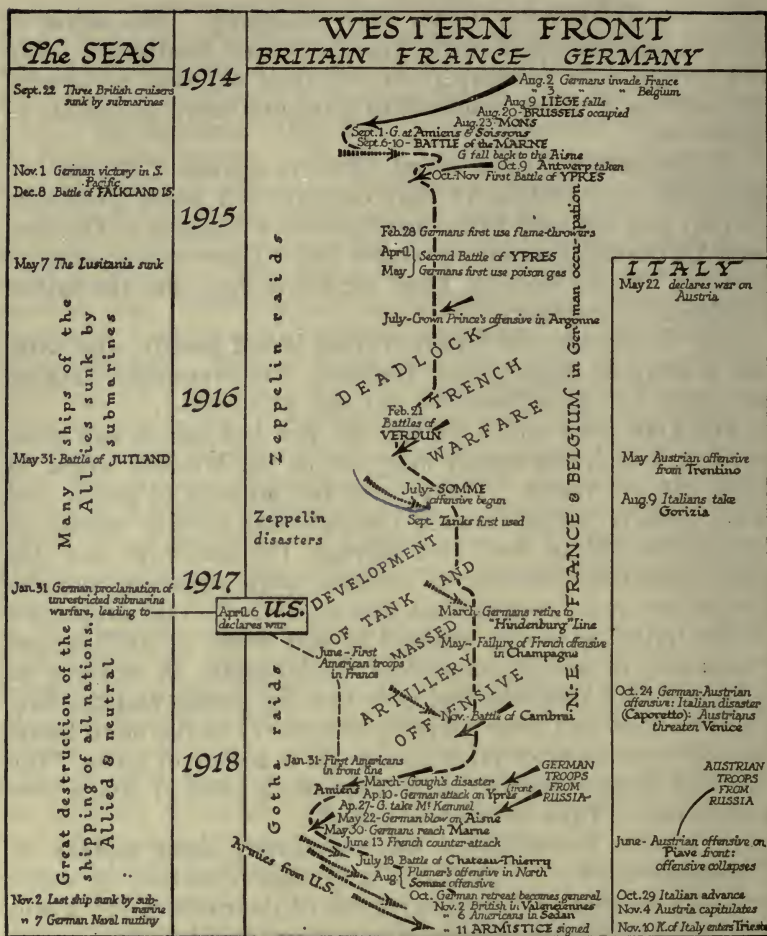 The SEAS
Sept. 22 Three British cruisers
sunk by submarines
Nov. 1 German victory in S.
Pacific
Dec. 8 Battle of FALKLAND IS.
May 7 The Lusitania sunk
Many ships of the
Allies sunk by
submarines
May 31 - Battle of JUTLAND
Jan. 31 German proclamation of
unrestricted submarine
warfare, leading to
Great destruction of the
shipping of all nations.
Allied & neutral
Nov. 2 Last ship sunk by sub-
marine
" 7 German Naval mutiny
1914
1915
1916
1917
1918
WESTERN FRONT
BRITAIN FRANCE GERMANY
Aug. 2 Germans invade France
" 3 " " Belgium
Aug 9 LIÈGE falls
Aug. 20 - BRUSSELS occupied
Aug. 23 MONS
Sept. 1 - G. at Amiens & Soissons
Sept. 6-10 - BATTLE of the MARNE
G fall back to the Aisne
Oct. 9 Antwerp taken
Oct.-Nov First Battle of YPRES
Feb. 28 Germans first use flame-throwers
April Second Battle of YPRES
May Germans first use poison gas
July - Crown Prince's offensive in Argonne
Zeppelin raids
DEADLOCK
TRENCH
WARFARE
N.-E. FRANCE & BELGIUM in German occupation
Feb. 21
Battles of
VERDUN
July - SOMME
offensive begun
Sept. Tanks first used
Zeppelin
disasters
April 6 U.S.
declares war
DEVELOPMENT
OF TANK AND
MASSED
ARTILLERY
OFFENSIVE
March - Germans retire to
"Hindenburg" Line
June - First
American troops
in France
May - Failure of French offensive
in Champagne
Nov. - Battle of Cambrai
Gotha raids
Jan. 31 - First Americans
in front line
March - Gough's disaster
Amiens
Ap. 10 - German attack on Ypres
front
GERMAN
TROOPS
FROM
RUSSIA
Ap. 27 - G. take Mt Kemmel
May 22 - German blow on Aisne
May 30 - Germans reach Marne
June 13 French counter-attack
Armies from U.S.
July 18 Battle of Chateau-Thierry
Aug. Plumer's offensive in North
Somme offensive
Oct. German retreat becomes general
Nov. 2 British in Valenciennes
" 6 Americans in Sedan
" 11 ARMISTICE signed
ITALY
May 22 declares war on
Austria
May Austrian offensive
from Trentino
Aug. 9 Italians take
Gorizia
Oct. 24 German-Austrian
offensive: Italian disaster
(Caporetto): Austrians
threaten Venice
AUSTRIAN
TROOPS
FROM
RUSSIA
June - Austrian offensive on
Piave front:
offensive collapses
Oct. 29 Italian advance
Nov. 4 Austria capitulates
Nov. 10 K. of Italy enters Trieste